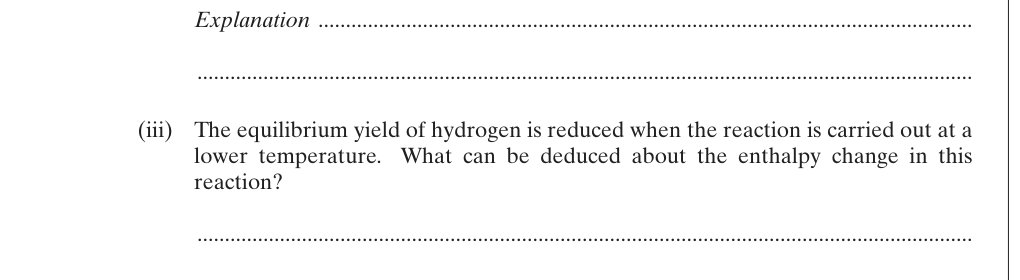 Explanation ......................................................................................................................
............................................................................................................................................
(iii) The equilibrium yield of hydrogen is reduced when the reaction is carried out at a
lower temperature. What can be deduced about the enthalpy change in this
reaction?
............................................................................................................................................